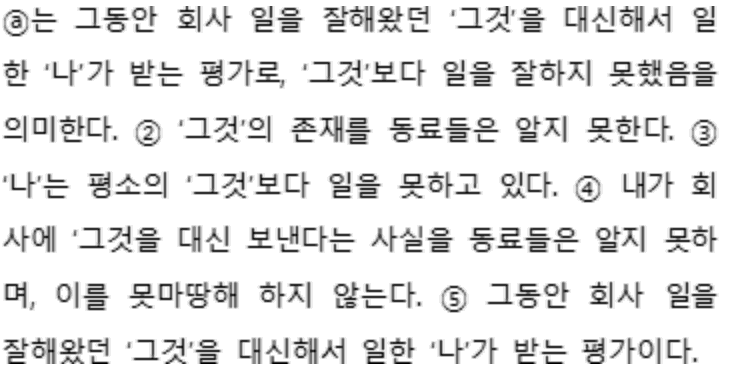 ⓐ는 그동안 회사 일을 잘해왔던 ‘그것’을 대신해서 일
한 ‘나’가 받는 평가로, ‘그것’보다 일을 잘하지 못했음을
의미한다. ② ‘그것’의 존재를 동료들은 알지 못한다. ③
‘나’는 평소의 ‘그것’보다 일을 못하고 있다. ④ 내가 회
사에 ‘그것을 대신 보낸다는 사실을 동료들은 알지 못하
며, 이를 못마땅해 하지 않는다. ⑤ 그동안 회사 일을
잘해왔던 ‘그것’을 대신해서 일한 ‘나’가 받는 평가이다.